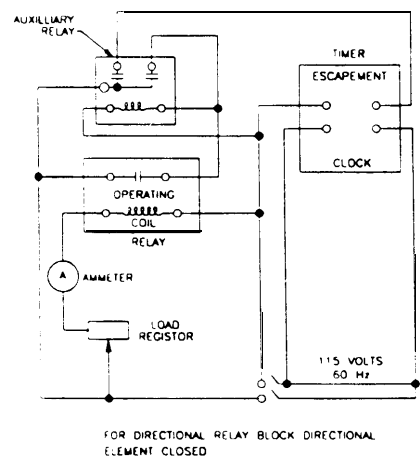 AUXILLIARY
RELAY
TIMER
ESCAPEMENT
CLOCK
OPERATING
COIL
RELAY
A
AMMETER
LOAD
REGISTOR
115 VOLTS
60 Hz
FOR DIRECTIONAL RELAY BLOCK DIRECTIONAL
ELEMENT CLOSED